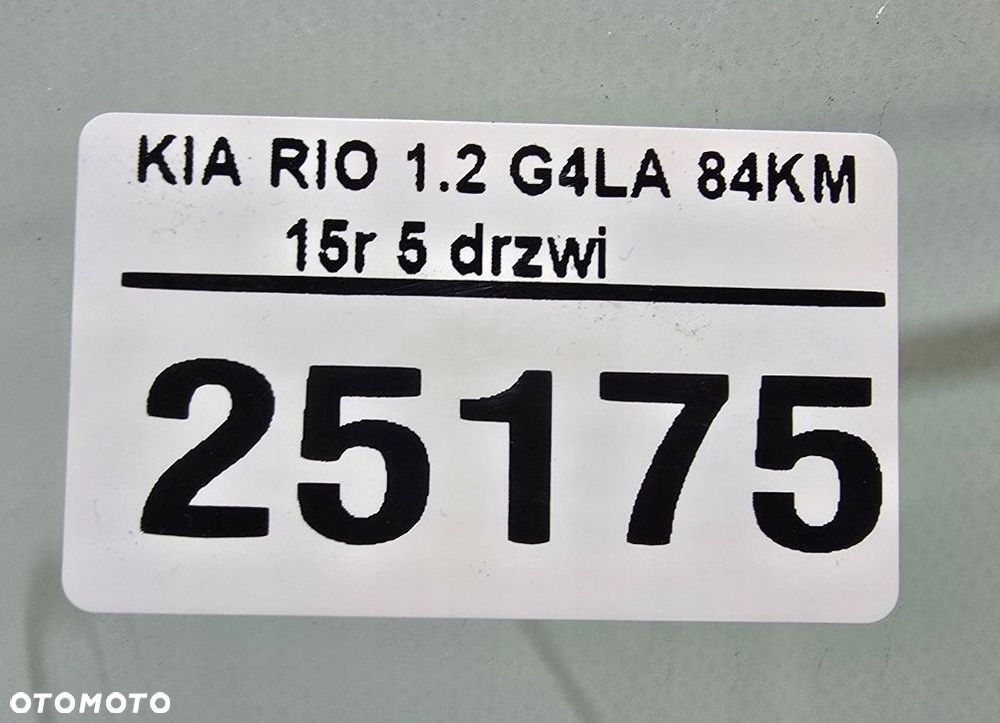 KIA RIO 1.2 G4LA 84KM
15r 5 drzwi
25175
OTOMOTO